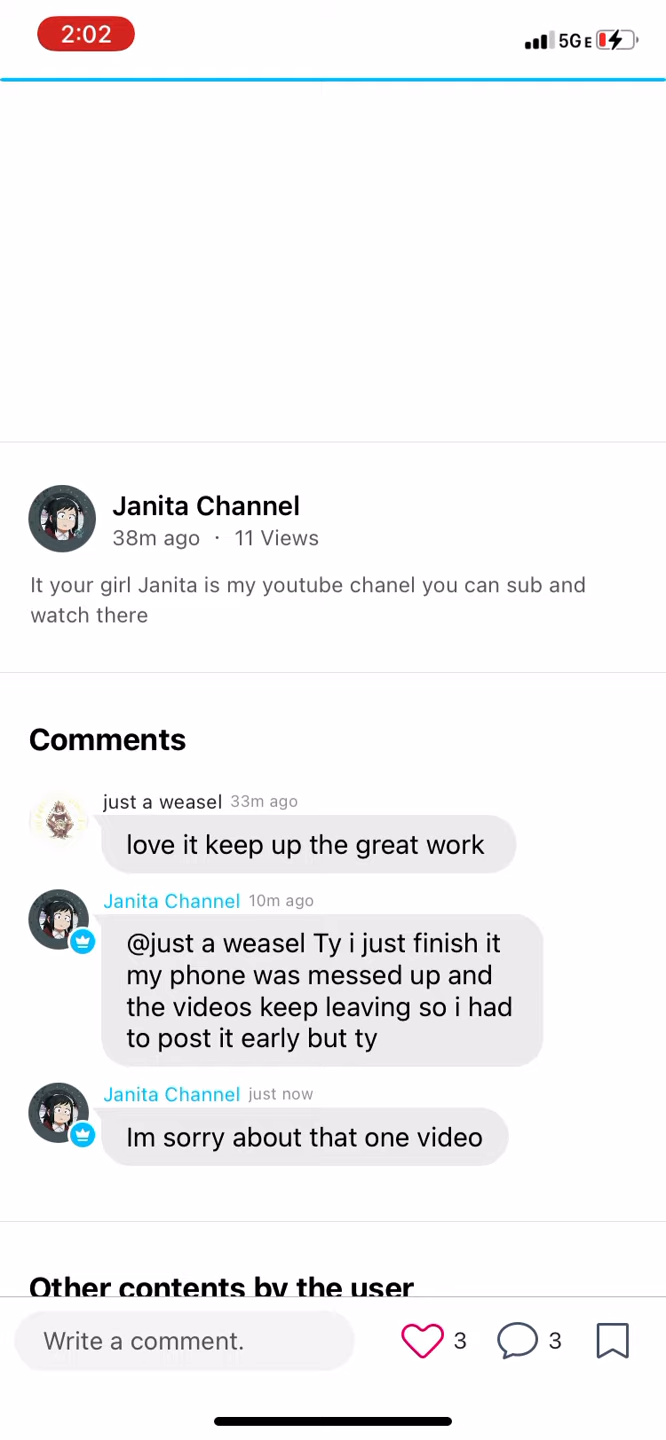 2:02
5GE
Janita Channel
38m ago · 11 Views
It your girl Janita is my youtube chanel you can sub and
watch there
Comments
just a weasel 33m ago
love it keep up the great work
Janita Channel 10m ago
@just a weasel Ty i just finish it
my phone was messed up and
the videos keep leaving so i had
to post it early but ty
Janita Channel just now
Im sorry about that one video
Other contents by the user
Write a comment.
3
3